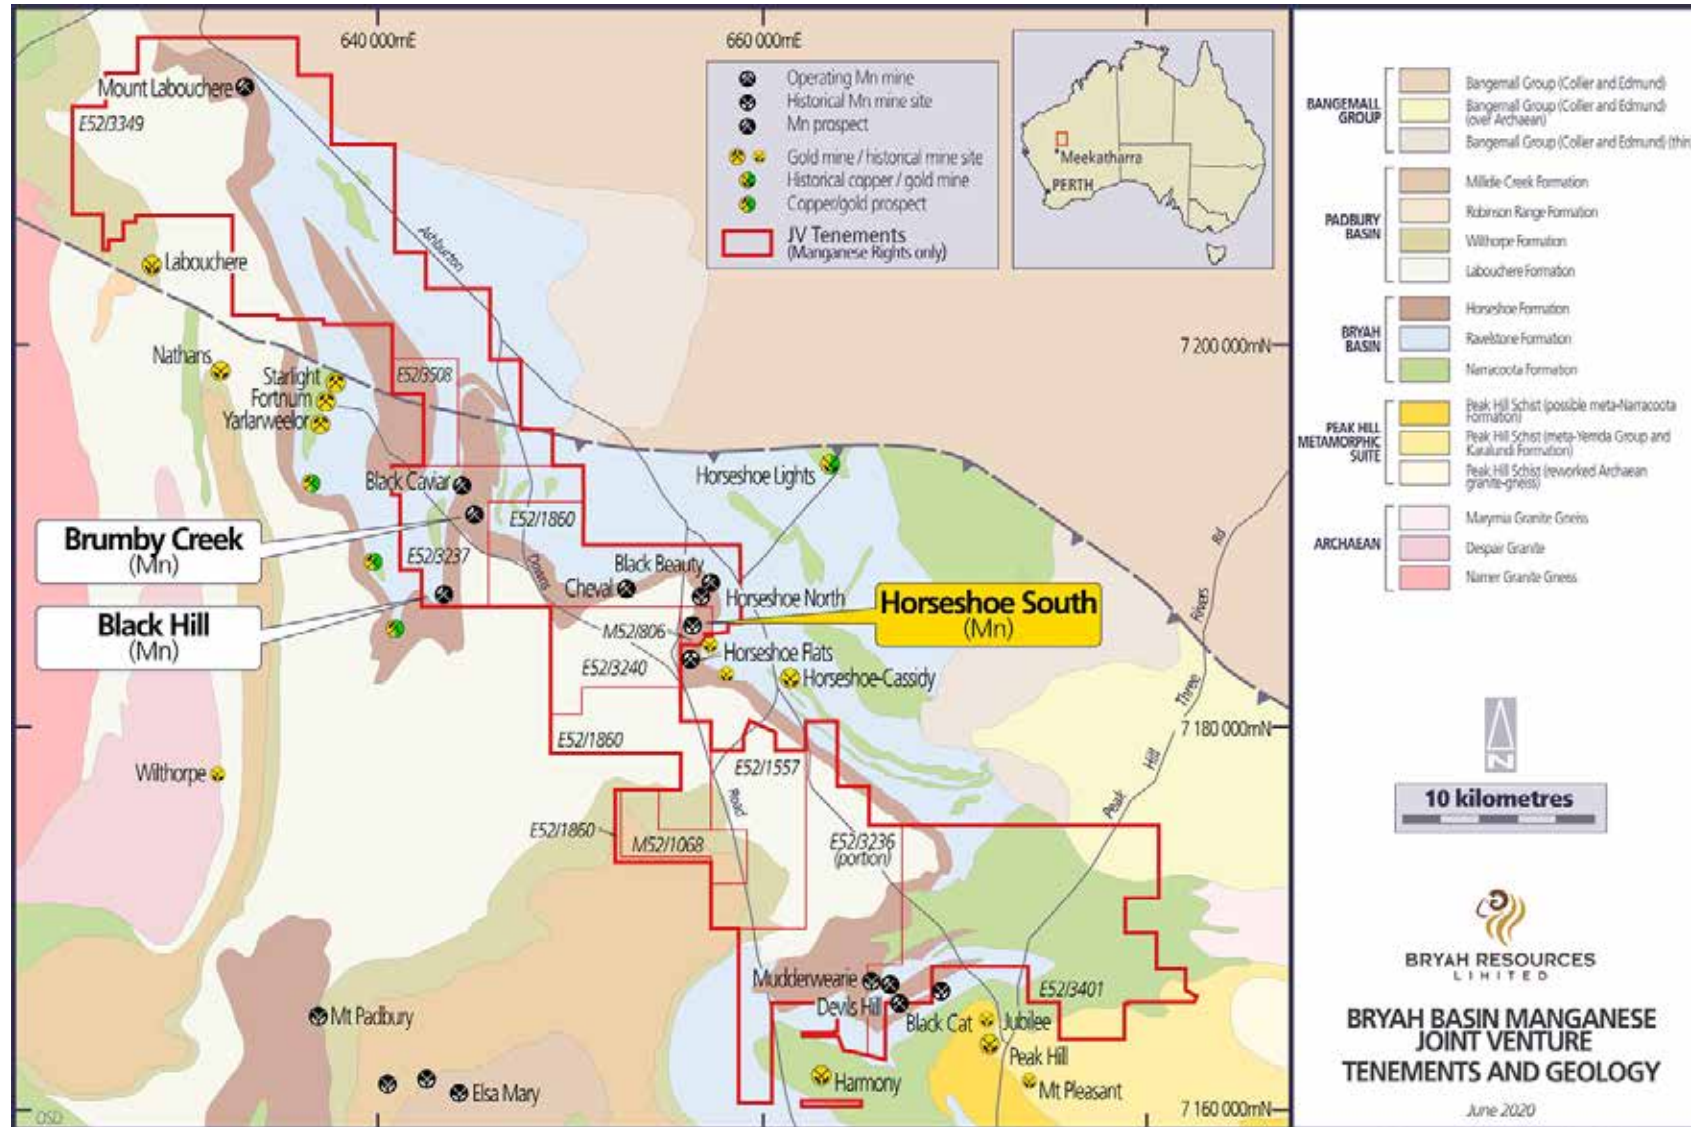 640 000mE
660 000mE
Mount Labouchere
E52/3349
Labouchere
Ashburton
Nathans
Starlight
Fortnum
Yarlarweelor
E52/3508
7 200 000mN
Black Caviar
Horseshoe Lights
E52/1860
Brumby Creek
(Mn)
E52/3237
Downs
Black Beauty
Cheval
Horseshoe North
Black Hill
(Mn)
Horseshoe South
(Mn)
M52/806
Horseshoe Flats
E52/3240
Horseshoe-Cassidy
E52/1860
7 180 000mN
Wilthorpe
E52/1557
Road
E52/1860
M52/1068
E52/3236
(portion)
Peak
Hill
Three
Rivers
Rd
Mudderwearie
Devils Hill
E52/3401
Black Cat
Jubilee
Mt Padbury
Peak Hill
Harmony
Mt Pleasant
Elsa Mary
7 160 000mN
OSD
Operating Mn mine
Historical Mn mine site
Mn prospect
Gold mine / historical mine site
Historical copper / gold mine
Copper/gold prospect
JV Tenements
(Manganese Rights only)
Meekatharra
PERTH
BANGEMALL
GROUP
Bangemall Group (Collier and Edmund)
Bangemall Group (Collier and Edmund)
(over Archaean)
Bangemall Group (Collier and Edmund) (thin
PADBURY
BASIN
Millidie Creek Formation
Robinson Range Formation
Wilthorpe Formation
Labouchere Formation
BRYAH
BASIN
Horseshoe Formation
Ravelstone Formation
Narracoota Formation
PEAK HILL
METAMORPHIC
SUITE
Peak Hill Schist (possible meta-Narracoota
Formation)
Peak Hill Schist (meta-Yerrida Group and
Karalundi Formation)
Peak Hill Schist (reworked Archaean
granite-gneiss)
ARCHAEAN
Marymia Granite Gneiss
Despair Granite
Narrer Granite Gneiss
N
10 kilometres
BRYAH RESOURCES
LIMITED
BRYAH BASIN MANGANESE
JOINT VENTURE
TENEMENTS AND GEOLOGY
June 2020